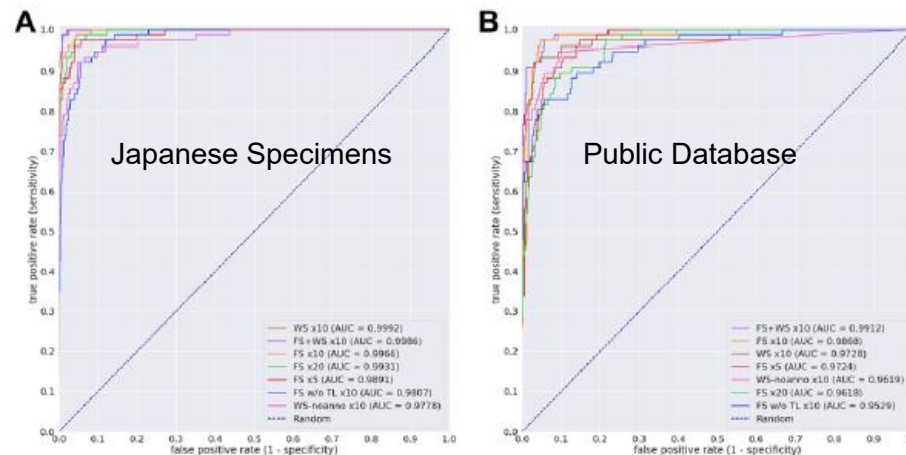 A
1.0
0.9
0.8
0.7
0.6
0.5
0.4
0.3
0.2
0.1
0.0
true positive rate (sensitivity)
Japanese Specimens
WS x10 (AUC = 0.9992)
FS+WS x10 (AUC = 0.9986)
FS x10 (AUC = 0.9966)
FS x20 (AUC = 0.9931)
FS x5 (AUC = 0.9891)
FS w/o TL x10 (AUC = 0.9807)
WS-noanno x10 (AUC = 0.9778)
Random
0.0 0.1 0.2 0.3 0.4 0.5 0.6 0.7 0.8 0.9 1.0
false positive rate (1 - specificity)
B
1.0
0.9
0.8
0.7
0.6
0.5
0.4
0.3
0.2
0.1
0.0
true positive rate (sensitivity)
Public Database
FS+WS x10 (AUC = 0.9912)
FS x10 (AUC = 0.9868)
WS x10 (AUC = 0.9728)
FS x5 (AUC = 0.9724)
WS-noanno x10 (AUC = 0.9619)
FS x20 (AUC = 0.9618)
FS w/o TL x10 (AUC = 0.9529)
Random
0.0 0.1 0.2 0.3 0.4 0.5 0.6 0.7 0.8 0.9
false positive rate (1 - specificity)